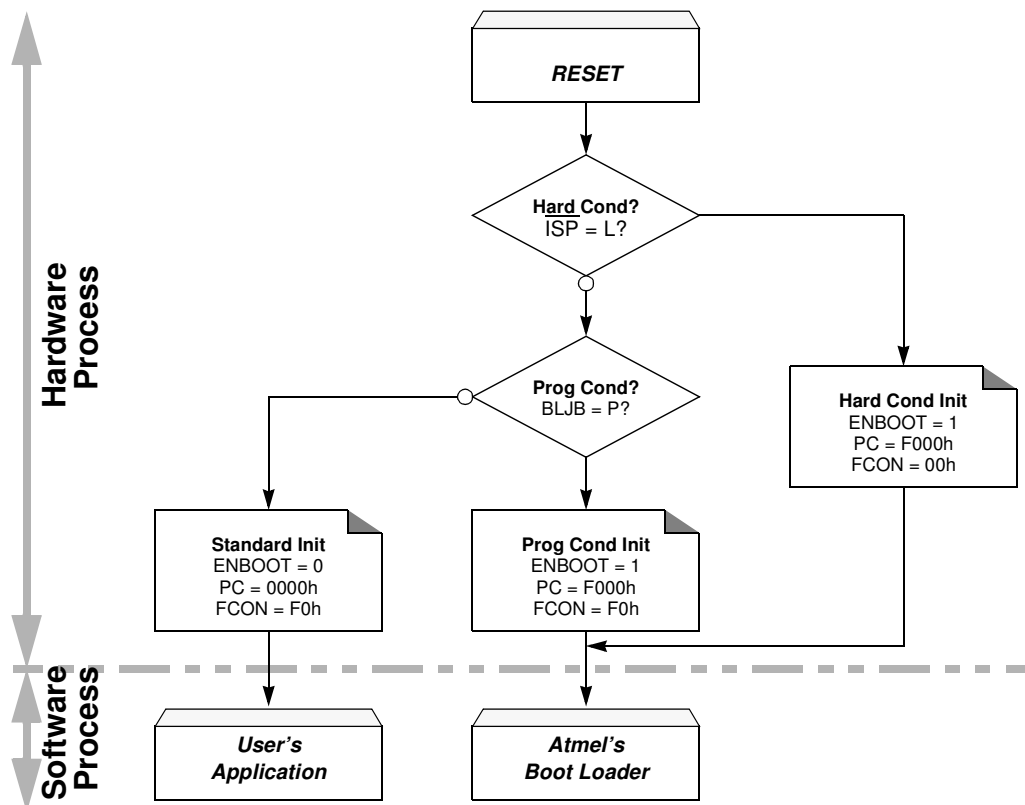 RESET
Hard Cond?
ISP = L?
Prog Cond?
BLJB = P?
Hard Cond Init
ENBOOT = 1
PC = F000h
FCON = 00h
Standard Init
ENBOOT = 0
PC = 0000h
FCON = F0h
Prog Cond Init
ENBOOT = 1
PC = F000h
FCON = F0h
User's
Application
Atmel's
Boot Loader
Hardware
Process
Software
Process